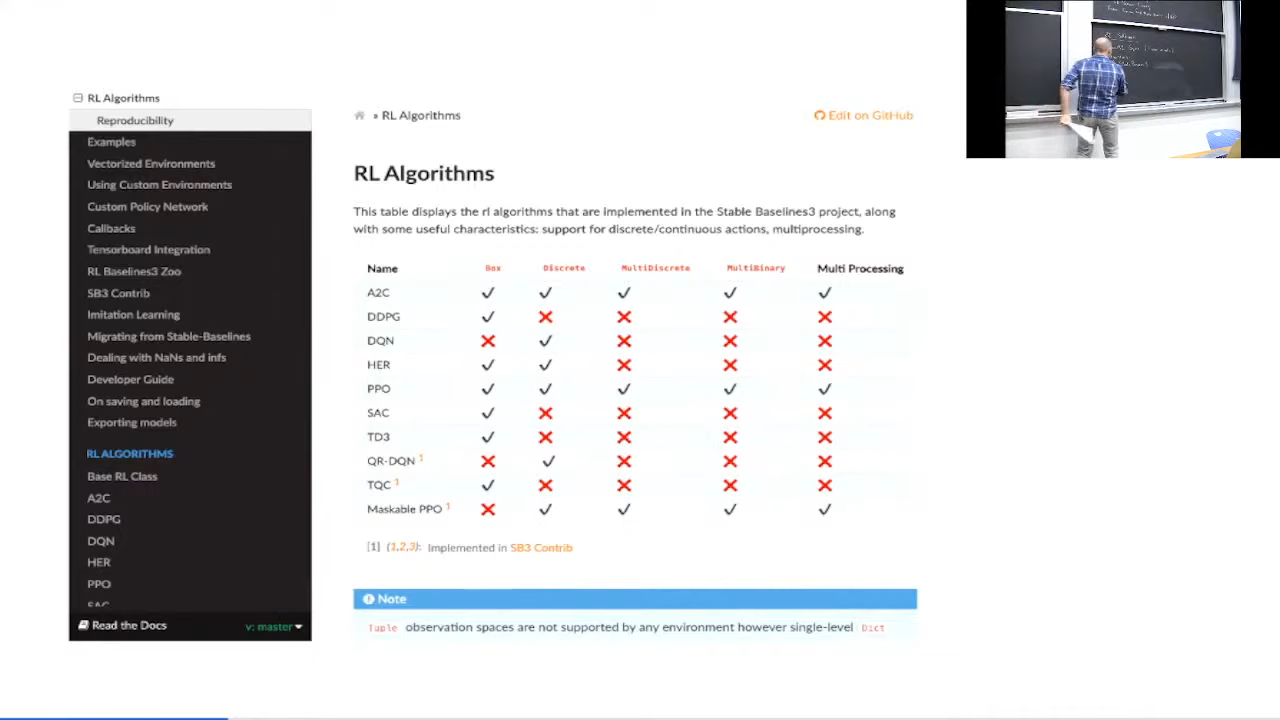 RL Algorithms
Reproducibility
Examples
Vectorized Environments
Using Custom Environments
Custom Policy Network
Callbacks
Tensorboard Integration
RL Baselines3 Zoo
SB3 Contrib
Imitation Learning
Migrating from Stable-Baselines
Dealing with NaNs and infs
Developer Guide
On saving and loading
Exporting models
RL ALGORITHMS
Base RL Class
A2C
DDPG
DQN
HER
PPO
SAC
Read the Docs v: master
» RL Algorithms Edit on GitHub
RL Algorithms
This table displays the rl algorithms that are implemented in the Stable Baselines3 project, along
with some useful characteristics: support for discrete/continuous actions, multiprocessing.
Name Box Discrete MultiDiscrete MultiBinary Multi Processing
A2C ✓ ✓ ✓ ✓ ✓
DDPG ✓ ✗ ✗ ✗ ✗
DQN ✗ ✓ ✗ ✗ ✗
HER ✓ ✓ ✗ ✗ ✗
PPO ✓ ✓ ✓ ✓ ✓
SAC ✓ ✗ ✗ ✗ ✗
TD3 ✓ ✗ ✗ ✗ ✗
QR-DQN 1 ✗ ✓ ✗ ✗ ✗
TQC 1 ✓ ✗ ✗ ✗ ✗
Maskable PPO 1 ✗ ✓ ✓ ✓ ✓
[1] (1,2,3): Implemented in SB3 Contrib
Note
Tuple observation spaces are not supported by any environment however single-level Dict